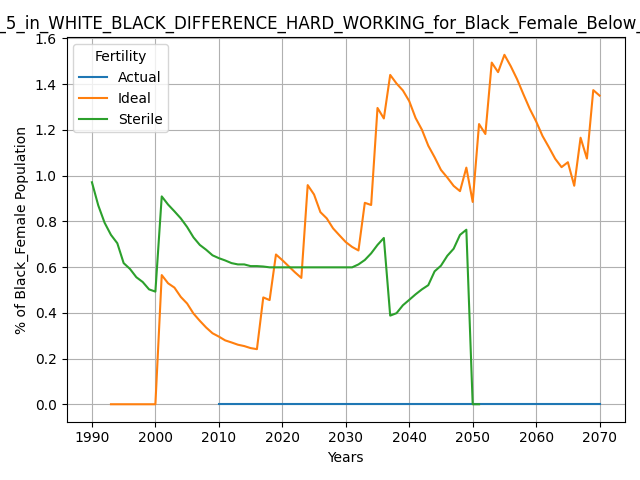 _5_in_WHITE_BLACK_DIFFERENCE_HARD_WORKING_for_Black_Female_Below_
Fertility
Actual
Ideal
Sterile
% of Black_Female Population
1.6
1.4
1.2
1.0
0.8
0.6
0.4
0.2
0.0
1990 2000 2010 2020 2030 2040 2050 2060 2070
Years